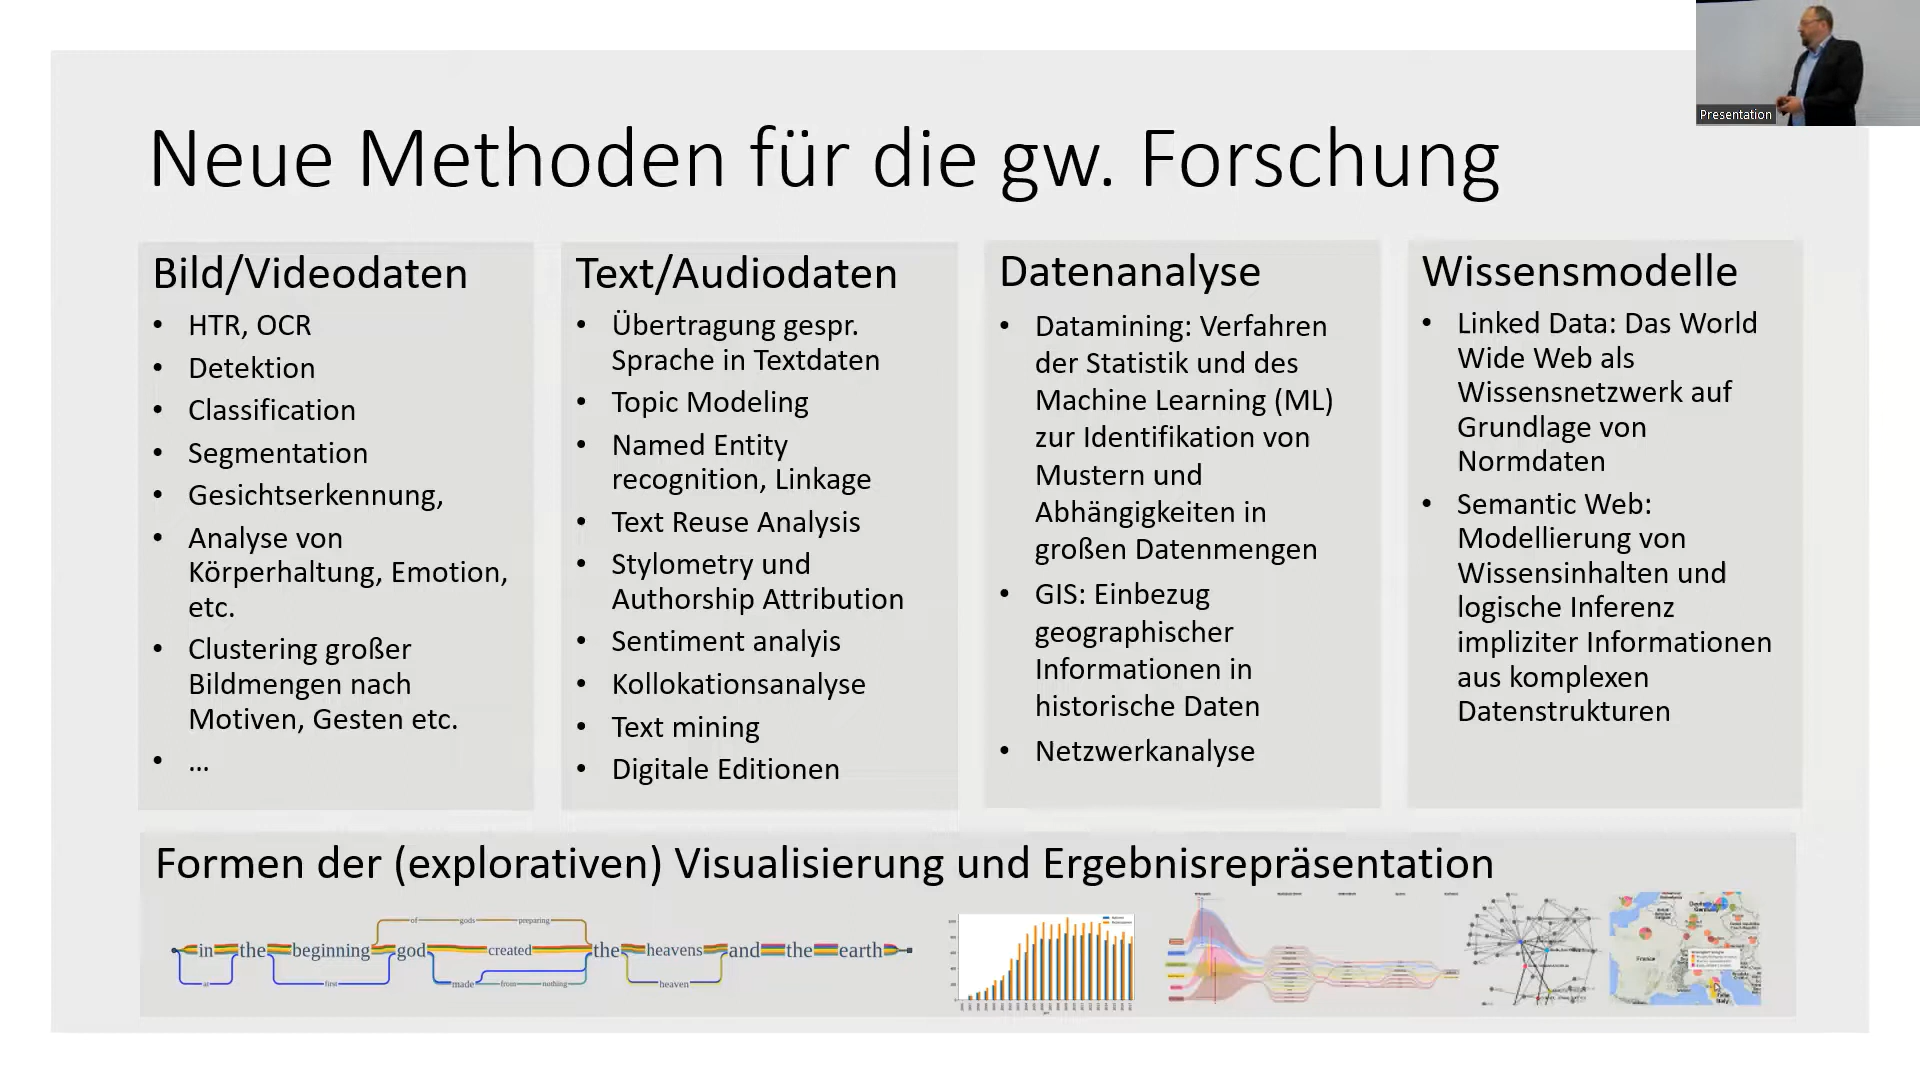 Presentation
Neue Methoden für die gw. Forschung
Bild/Videodaten
• HTR, OCR
• Detektion
• Classification
• Segmentation
• Gesichtserkennung,
• Analyse von
Körperhaltung, Emotion,
etc.
• Clustering großer
Bildmengen nach
Motiven, Gesten etc.
• ...
Text/Audiodaten
• Übertragung gespr.
Sprache in Textdaten
• Topic Modeling
• Named Entity
recognition, Linkage
• Text Reuse Analysis
• Stylometry und
Authorship Attribution
• Sentiment analyis
• Kollokationsanalyse
• Text mining
• Digitale Editionen
Datenanalyse
• Datamining: Verfahren
der Statistik und des
Machine Learning (ML)
zur Identifikation von
Mustern und
Abhängigkeiten in
großen Datenmengen
• GIS: Einbezug
geographischer
Informationen in
historische Daten
• Netzwerkanalyse
Wissensmodelle
• Linked Data: Das World
Wide Web als
Wissensnetzwerk auf
Grundlage von
Normdaten
• Semantic Web:
Modellierung von
Wissensinhalten und
logische Inferenz
impliziter Informationen
aus komplexen
Datenstrukturen
Formen der (explorativen) Visualisierung und Ergebnisrepräsentation
of gods preparing
in the beginning god created the heavens and the earth
at first made from nothing heaven
Germany
France
Italy